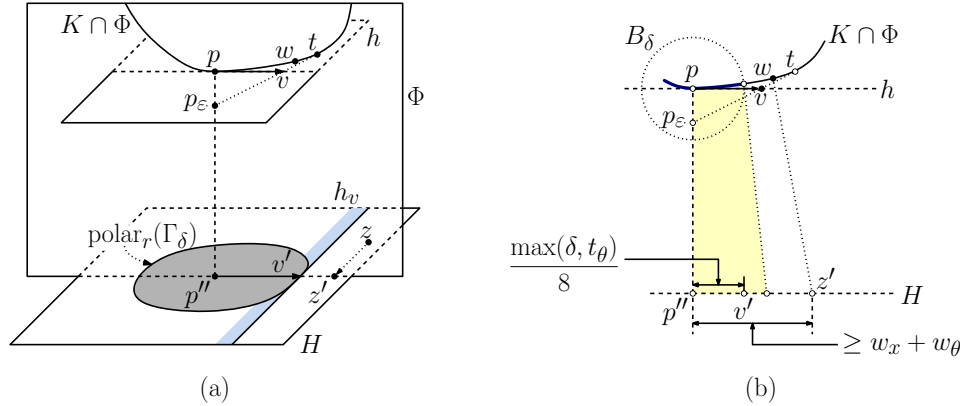 K ∩ Φ
p
w
t
h
v
p_ε
Φ
h_v
polar_r(Γ_δ)
z
v′
p″
z′
H
(a)
B_δ
K ∩ Φ
p
w
t
v
h
p_ε
max(δ, t_θ)
8
p″
v′
z′
H
≥ w_x + w_θ
(b)